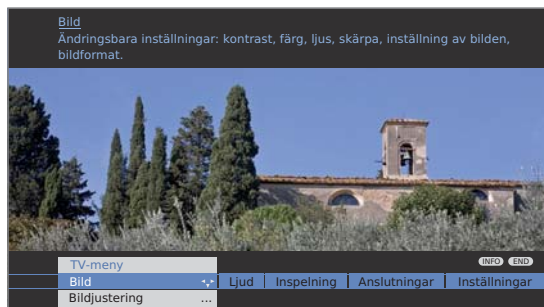 Bild
Ändringsbara inställningar: kontrast, färg, ljus, skärpa, inställning av bilden,
bildformat.
INFO END
TV-meny
Bild Ljud Inspelning Anslutningar Inställningar
Bildjustering ...